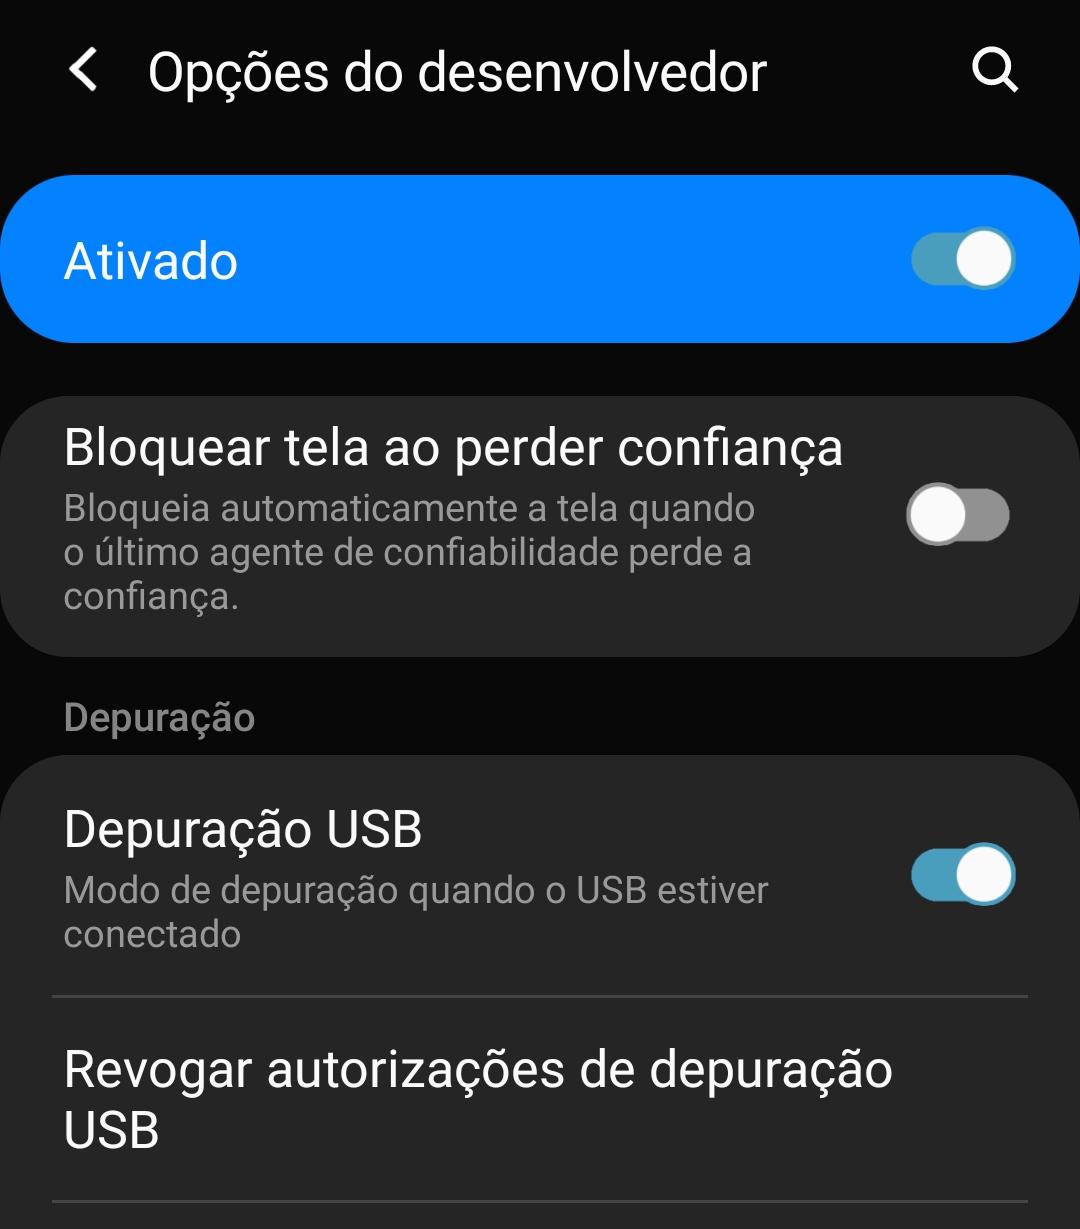 Opções do desenvolvedor
Ativado
Bloquear tela ao perder confiança
Bloqueia automaticamente a tela quando
o último agente de confiabilidade perde a
confiança.
Depuração
Depuração USB
Modo de depuração quando o USB estiver
conectado
Revogar autorizações de depuração
USB